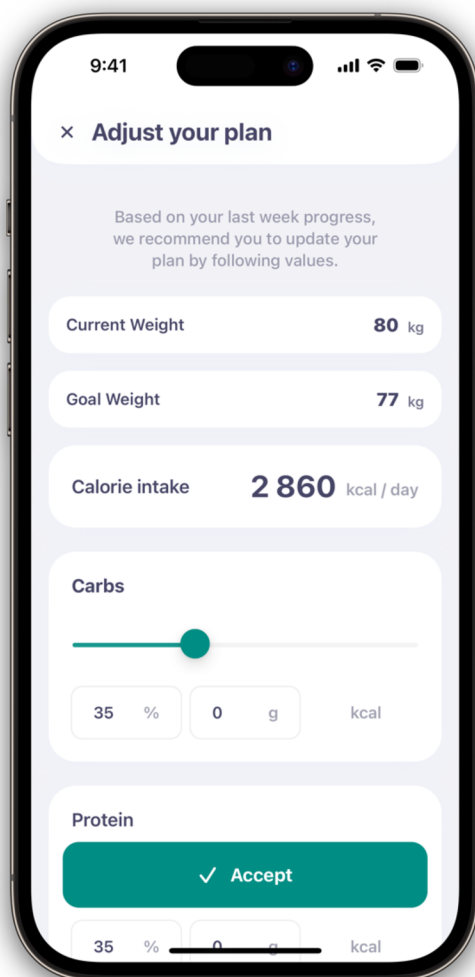 9:41
× Adjust your plan
Based on your last week progress,
we recommend you to update your
plan by following values.
Current Weight 80 kg
Goal Weight 77 kg
Calorie intake 2 860 kcal / day
Carbs
35 % 0 g kcal
Protein
✓ Accept
35 % 0 g kcal